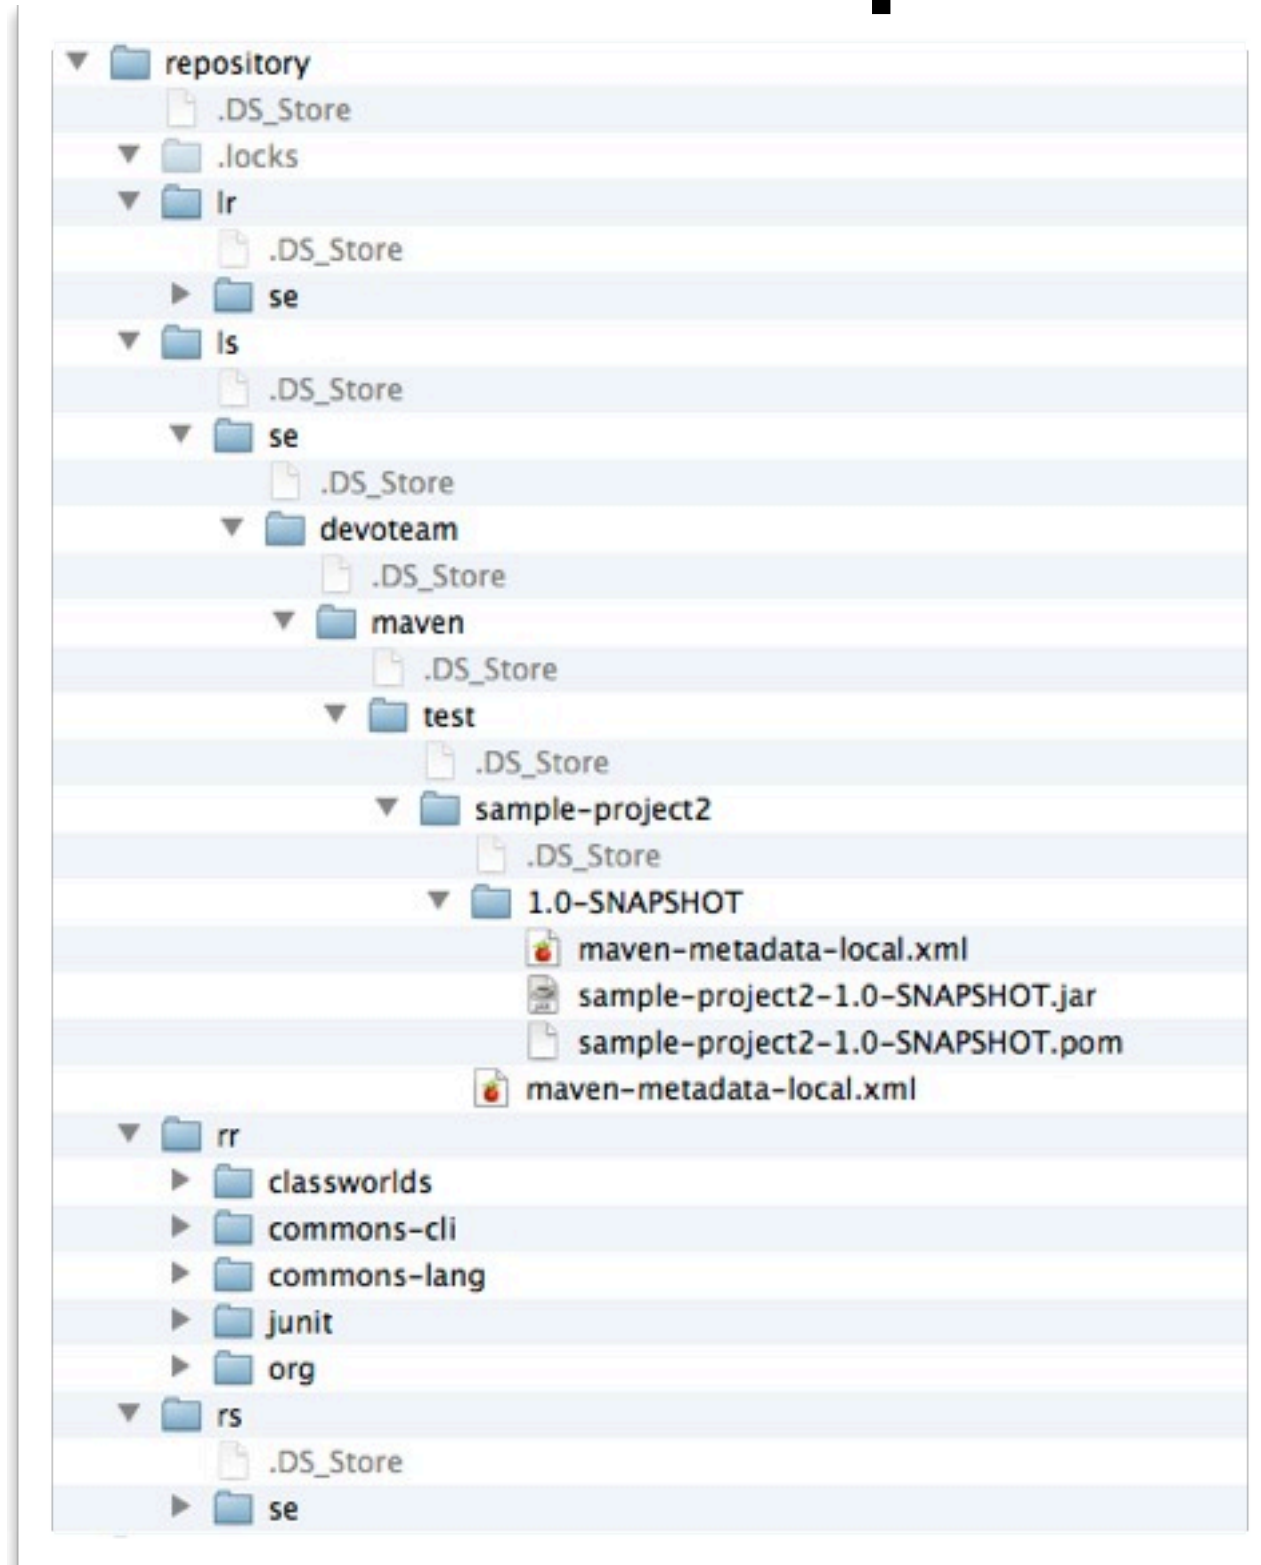 repository
.DS_Store
.locks
lr
.DS_Store
se
ls
.DS_Store
se
.DS_Store
devoteam
.DS_Store
maven
.DS_Store
test
.DS_Store
sample-project2
.DS_Store
1.0-SNAPSHOT
maven-metadata-local.xml
sample-project2-1.0-SNAPSHOT.jar
sample-project2-1.0-SNAPSHOT.pom
maven-metadata-local.xml
rr
classworlds
commons-cli
commons-lang
junit
org
rs
.DS_Store
se